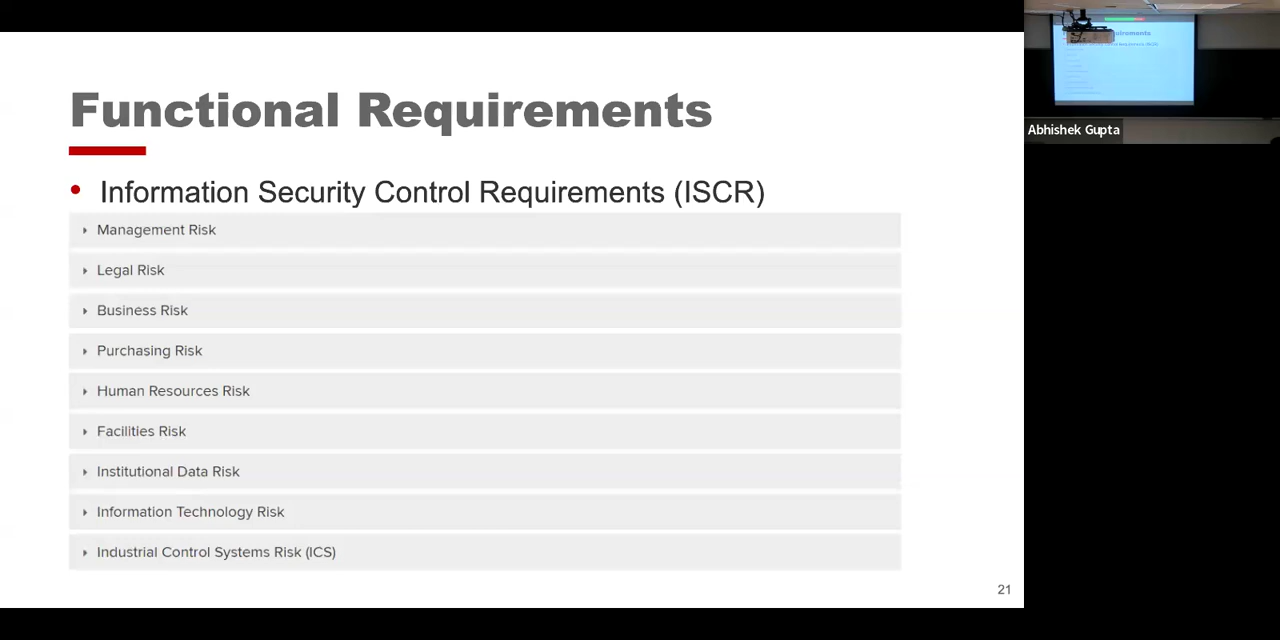 Functional Requirements
• Information Security Control Requirements (ISCR)
Management Risk
Legal Risk
Business Risk
Purchasing Risk
Human Resources Risk
Facilities Risk
Institutional Data Risk
Information Technology Risk
Industrial Control Systems Risk (ICS)
21
Abhishek Gupta